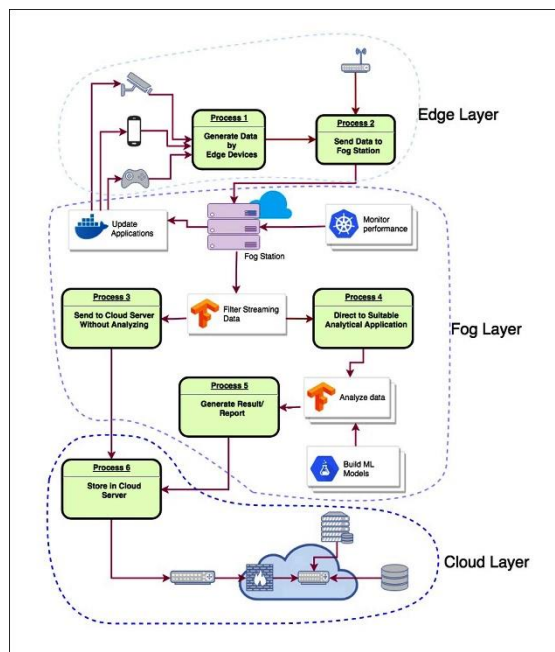 Process 1
Generate Data
by
Edge Devices
Process 2
Send Data to
Fog Station
Edge Layer
Update
Applications
Fog Station
Monitor
performance
Process 3
Send to Cloud Server
Without Analyzing
Filter Streaming
Data
Process 4
Direct to Suitable
Analytical Application
Fog Layer
Process 5
Generate Result/
Report
Analyze data
Build ML
Models
Process 6
Store in Cloud
Server
Cloud Layer